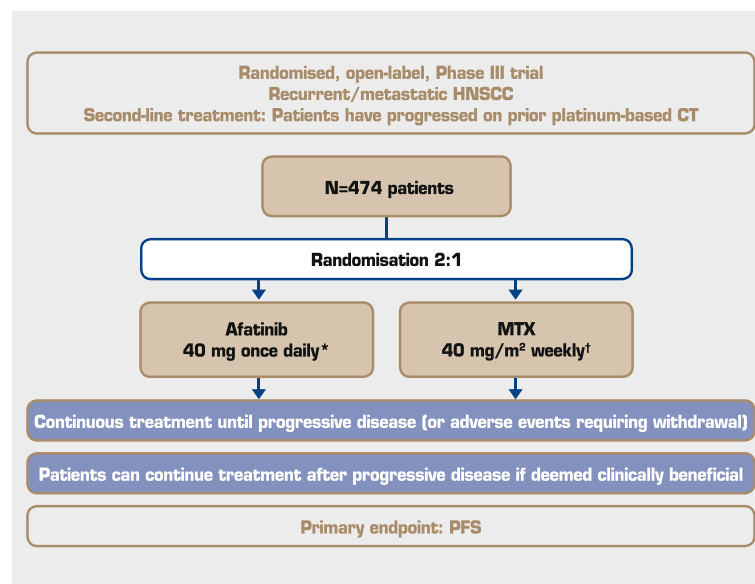 Randomised, open-label, Phase III trial
Recurrent/metastatic HNSCC
Second-line treatment: Patients have progressed on prior platinum-based CT
N=474 patients
Randomisation 2:1
Afatinib
40 mg once daily*
MTX
40 mg/m² weekly†
Continuous treatment until progressive disease (or adverse events requiring withdrawal)
Patients can continue treatment after progressive disease if deemed clinically beneficial
Primary endpoint: PFS